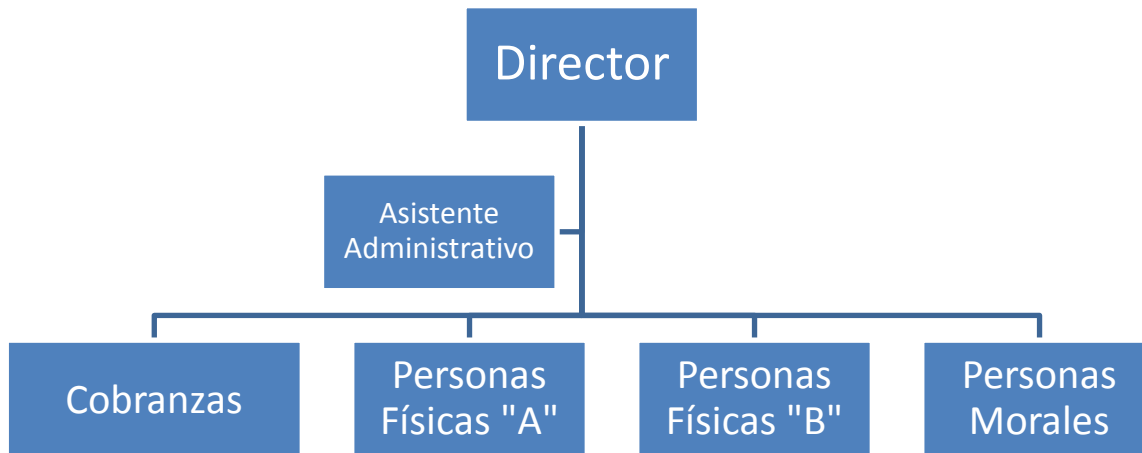 Director
Asistente
Administrativo
Cobranzas
Personas
Físicas "A"
Personas
Físicas "B"
Personas
Morales